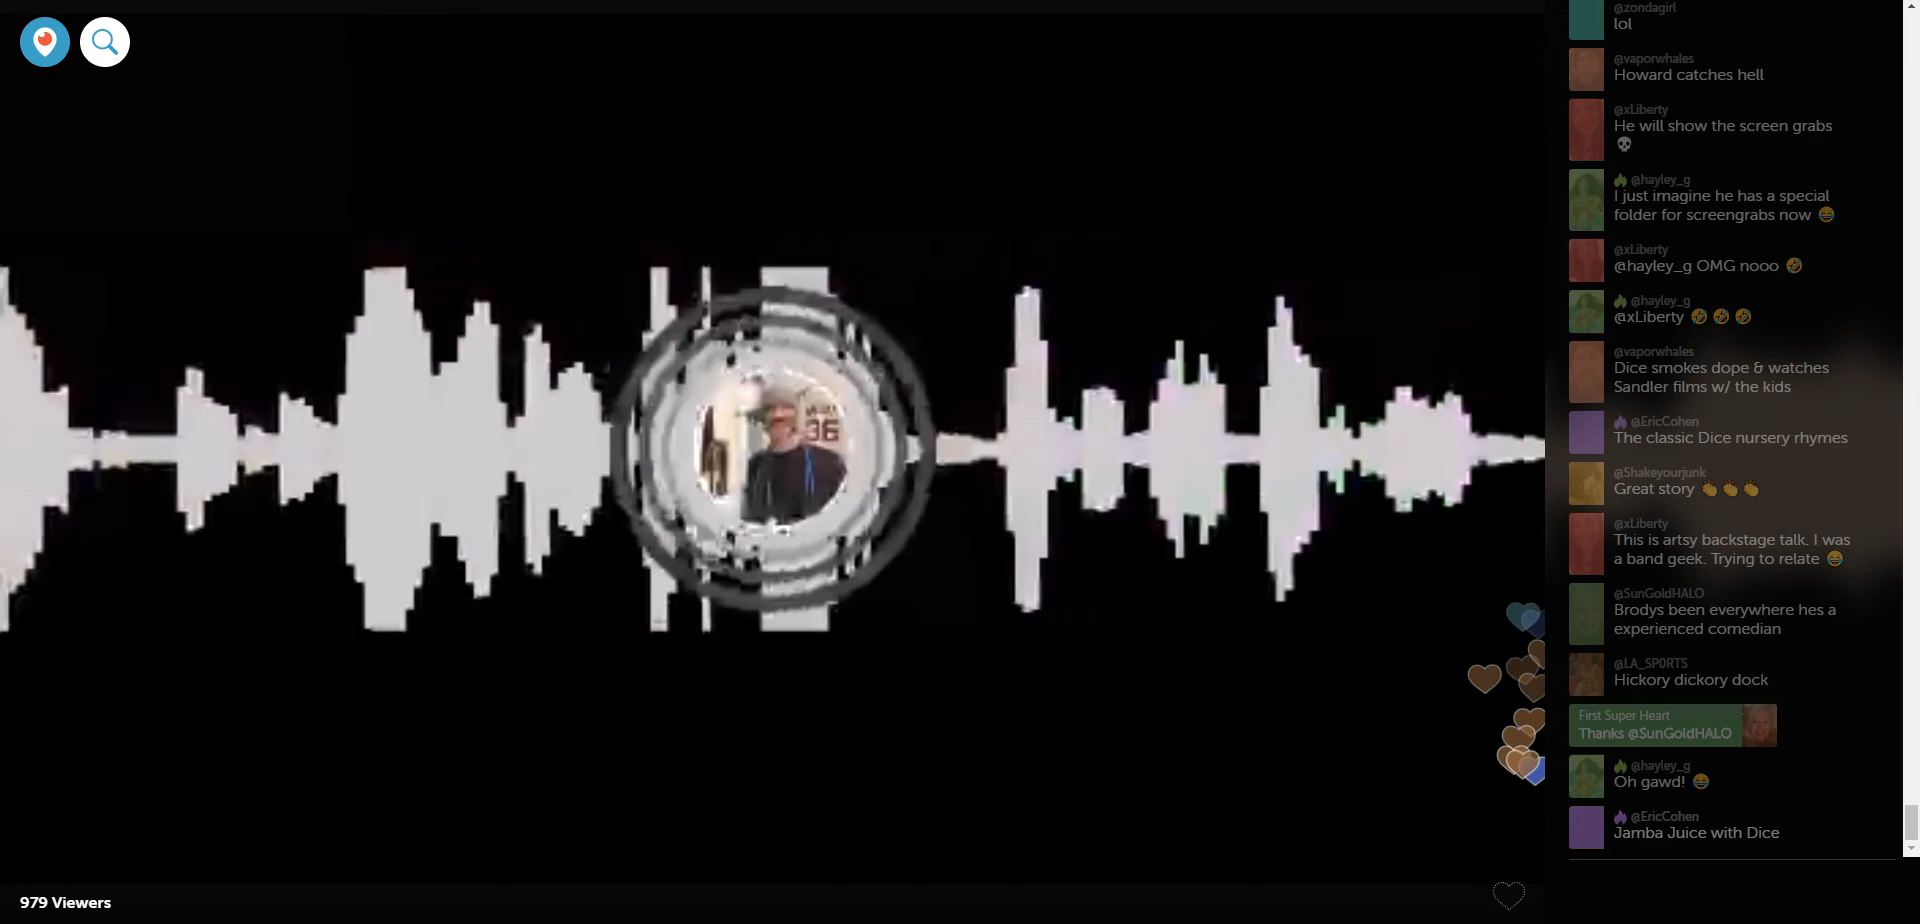 @zondagirl
lol
@vaporwhales
Howard catches hell
@xLiberty
He will show the screen grabs
💀
@hayley_g
I just imagine he has a special
folder for screengrabs now 😂
@xLiberty
@hayley_g OMG nooo 🤣
@hayley_g
@xLiberty 🤣 🤣 🤣
@vaporwhales
Dice smokes dope & watches
Sandler films w/ the kids
@EricCohen
The classic Dice nursery rhymes
@Shakeyourjunk
Great story 👏 👏 👏
@xLiberty
This is artsy backstage talk. I was
a band geek. Trying to relate 😂
@SunGoldHALO
Brodys been everywhere hes a
experienced comedian
@LA_SP0RTS
Hickory dickory dock
First Super Heart
Thanks @SunGoldHALO
@hayley_g
Oh gawd! 😂
@EricCohen
Jamba Juice with Dice
36
979 Viewers